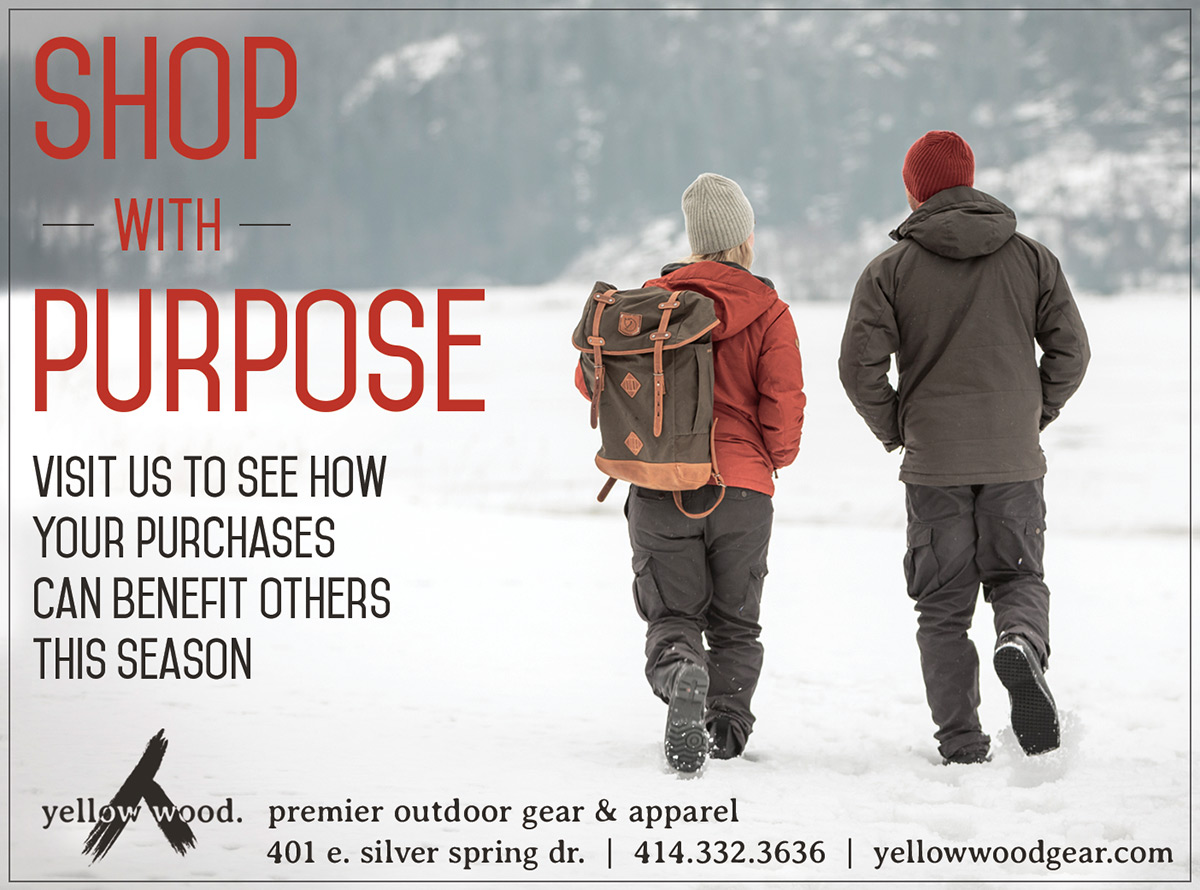 SHOP
WITH
PURPOSE
VISIT US TO SEE HOW
YOUR PURCHASES
CAN BENEFIT OTHERS
THIS SEASON
yellow wood.
premier outdoor gear & apparel
401 e. silver spring dr. | 414.332.3636 | yellowwoodgear.com